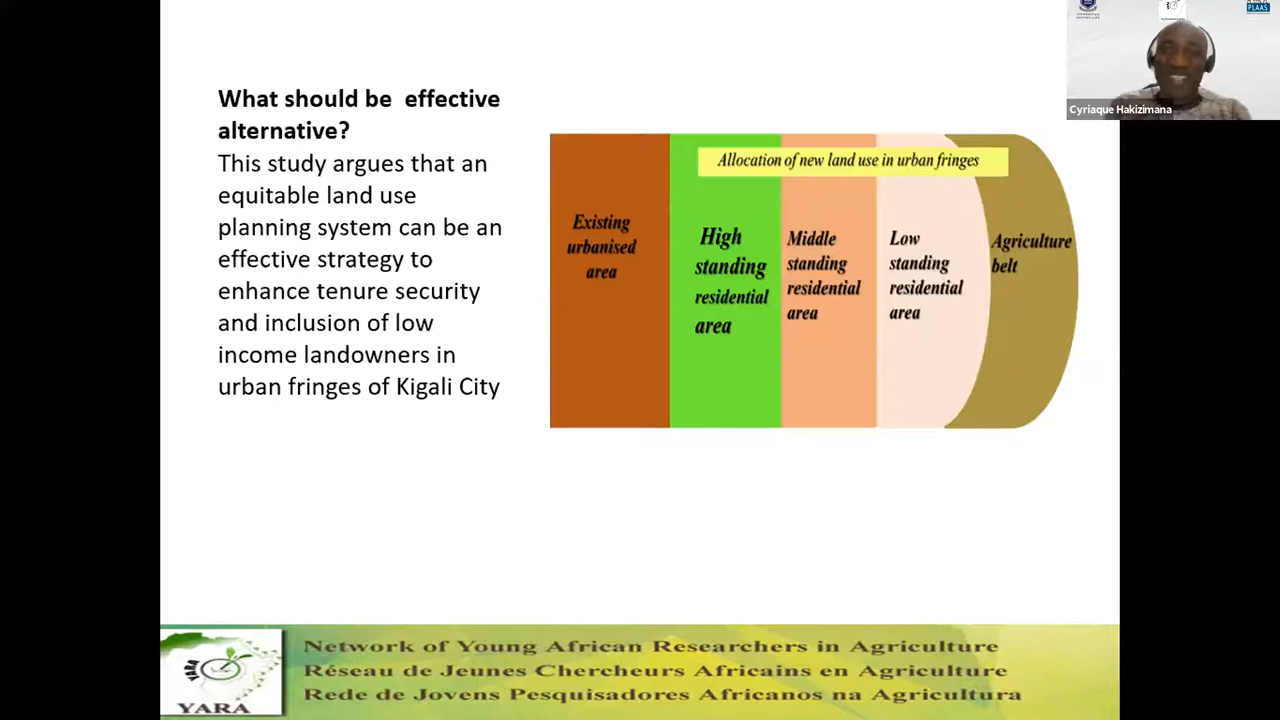 What should be effective
alternative?
This study argues that an
equitable land use
planning system can be an
effective strategy to
enhance tenure security
and inclusion of low
income landowners in
urban fringes of Kigali City
Allocation of new land use in urban fringes
Existing
urbanised
area
High
standing
residential
area
Middle
standing
residential
area
Low
standing
residential
area
Agriculture
belt
PLAAS
Cyriaque Hakizimana
YARA
YARA
Network of Young African Researchers in Agriculture
Réseau de Jeunes Chercheurs Africains en Agriculture
Rede de Jovens Pesquisadores Africanos na Agricultura